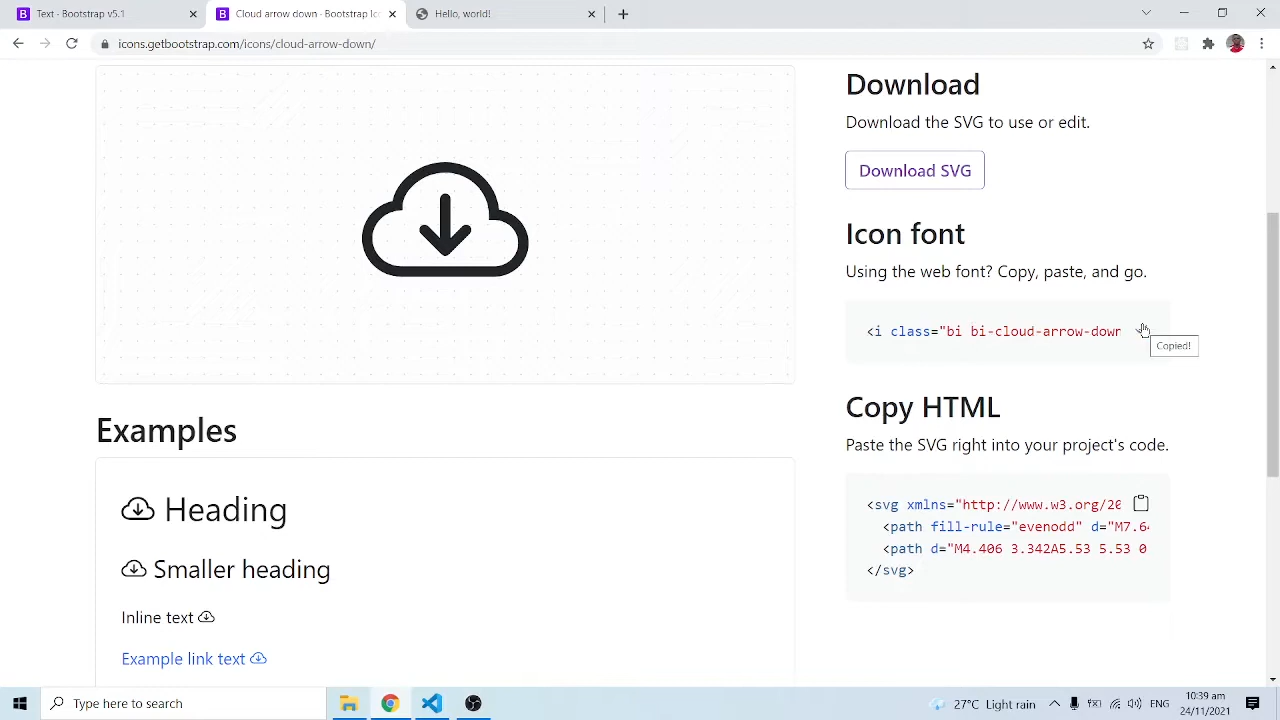 Text - Bootstrap v5.1
Cloud arrow down - Bootstrap Ico
Hello, world!
icons.getbootstrap.com/icons/cloud-arrow-down/
Download
Download the SVG to use or edit.
Download SVG
Icon font
Using the web font? Copy, paste, and go.
<i class="bi bi-cloud-arrow-down
Copied!
Copy HTML
Paste the SVG right into your project's code.
<svg xmlns="http://www.w3.org/20
<path fill-rule="evenodd" d="M7.64
<path d="M4.406 3.342A5.53 5.53 0
</svg>
Examples
Heading
Smaller heading
Inline text
Example link text
Type here to search
27°C Light rain
ENG
10:39 am
24/11/2021